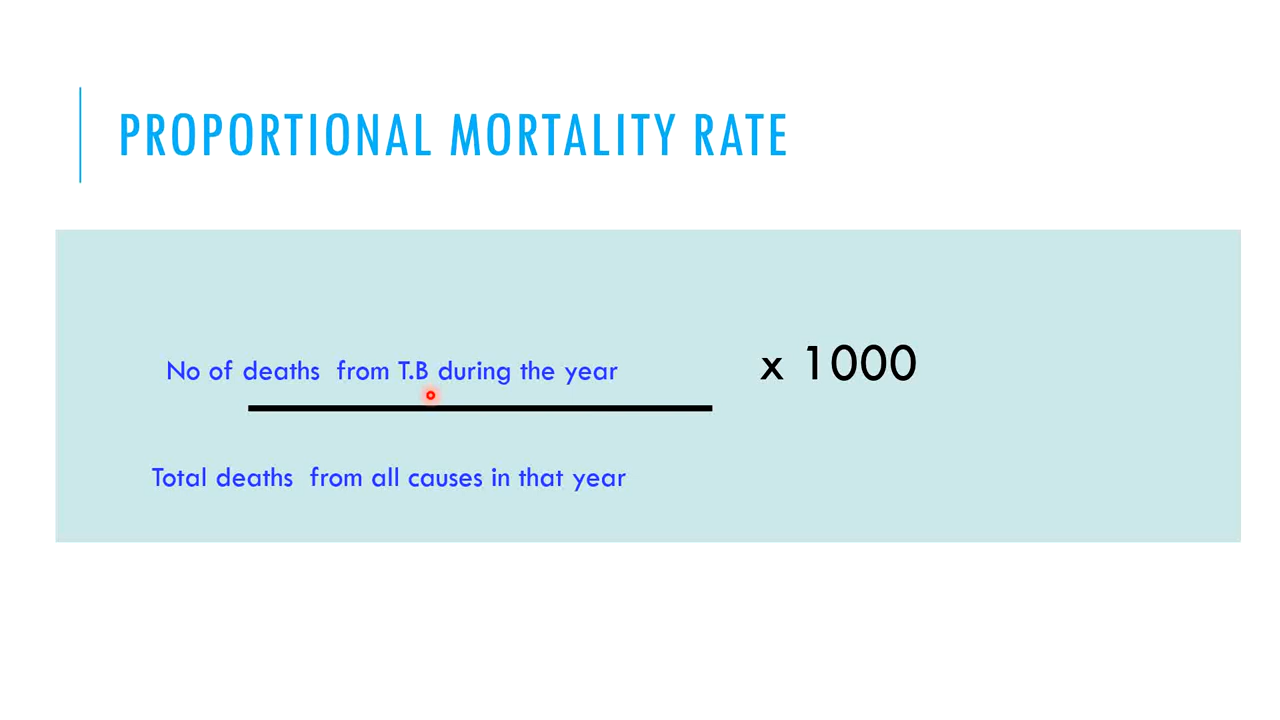 PROPORTIONAL MORTALITY RATE
No of deaths from T.B during the year x 1000
Total deaths from all causes in that year